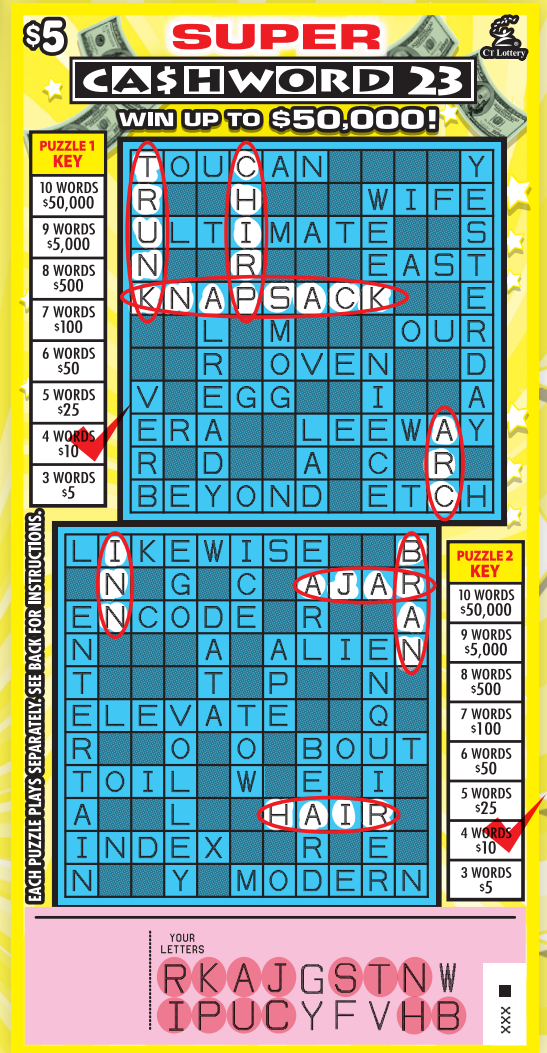 $5
SUPER
CA$HWORD 23
CT Lottery
WIN UP TO $50,000!
PUZZLE 1
KEY
10 WORDS
$50,000
9 WORDS
$5,000
8 WORDS
$500
7 WORDS
$100
6 WORDS
$50
5 WORDS
$25
4 WORDS
$10
3 WORDS
$5
TOUCAN Y
R H WIFE
ULTIMATE S
N R EAST
KNAPSACK E
L M OUR
R OVEN D
V EGG I A
ERA LEEWAY
R D A C R
BEYOND ETCH
EACH PUZZLE PLAYS SEPARATELY. SEE BACK FOR INSTRUCTIONS.
LIKEWISE B
N G C AJAR
ENCODE R A
N A ALIEN
T T P N
ELEVATE Q
R O O BOUT
TOIL W E I
A L HAIR
INDEX R E
N Y MODERN
PUZZLE 2
KEY
10 WORDS
$50,000
9 WORDS
$5,000
8 WORDS
$500
7 WORDS
$100
6 WORDS
$50
5 WORDS
$25
4 WORDS
$10
3 WORDS
$5
YOUR
LETTERS
RKAJGSTNW
IPUCYFVHB
XXX